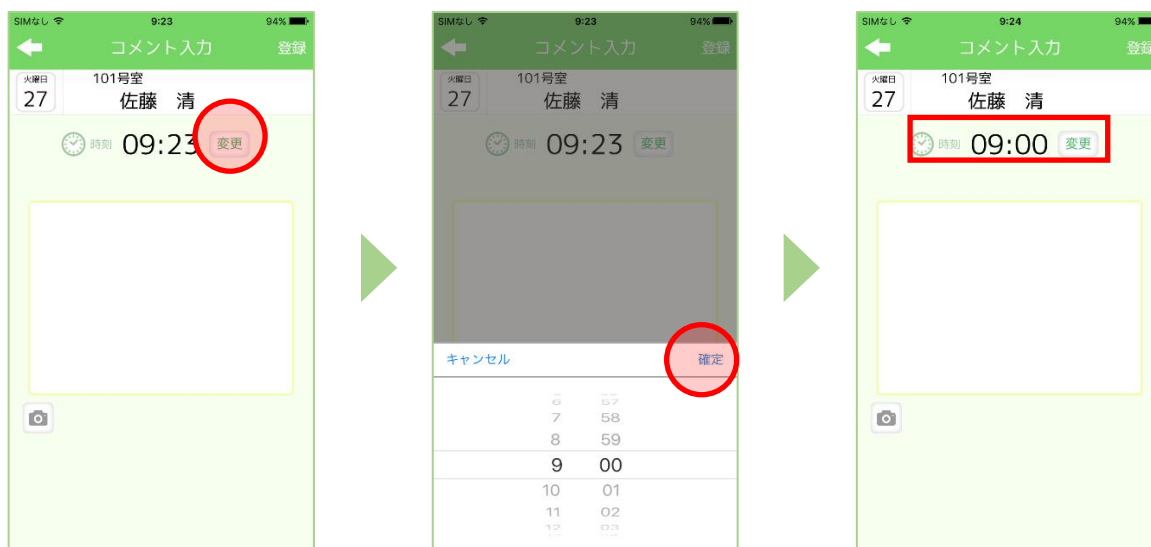 SIMなし 9:23 94%
コメント入力 登録
火曜日 101号室
27 佐藤 清
時刻 09:23 変更
SIMなし 9:23 94%
コメント入力 登録
火曜日 101号室
27 佐藤 清
時刻 09:23 変更
キャンセル 確定
6 57
7 58
8 59
9 00
10 01
11 02
12 03
SIMなし 9:24 94%
コメント入力 登録
火曜日 101号室
27 佐藤 清
時刻 09:00 変更